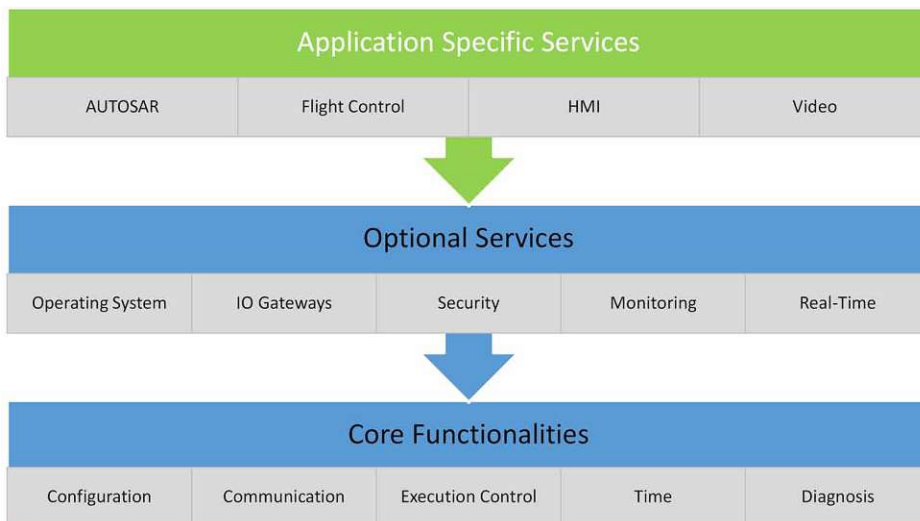 Application Specific Services
AUTOSAR Flight Control HMI Video
Optional Services
Operating System IO Gateways Security Monitoring Real-Time
Core Functionalities
Configuration Communication Execution Control Time Diagnosis